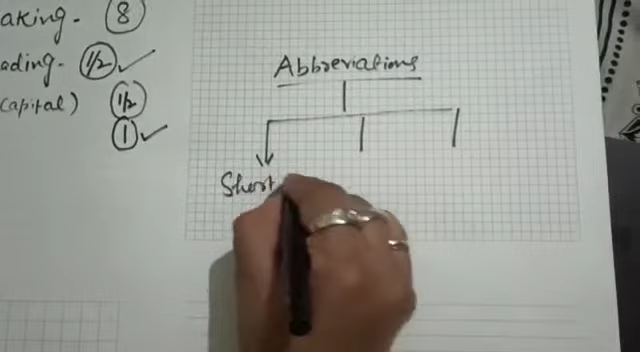 aking. 8
ading. 1/2 ✓
Capital) 1/2
1 ✓
Abbreviations
Short